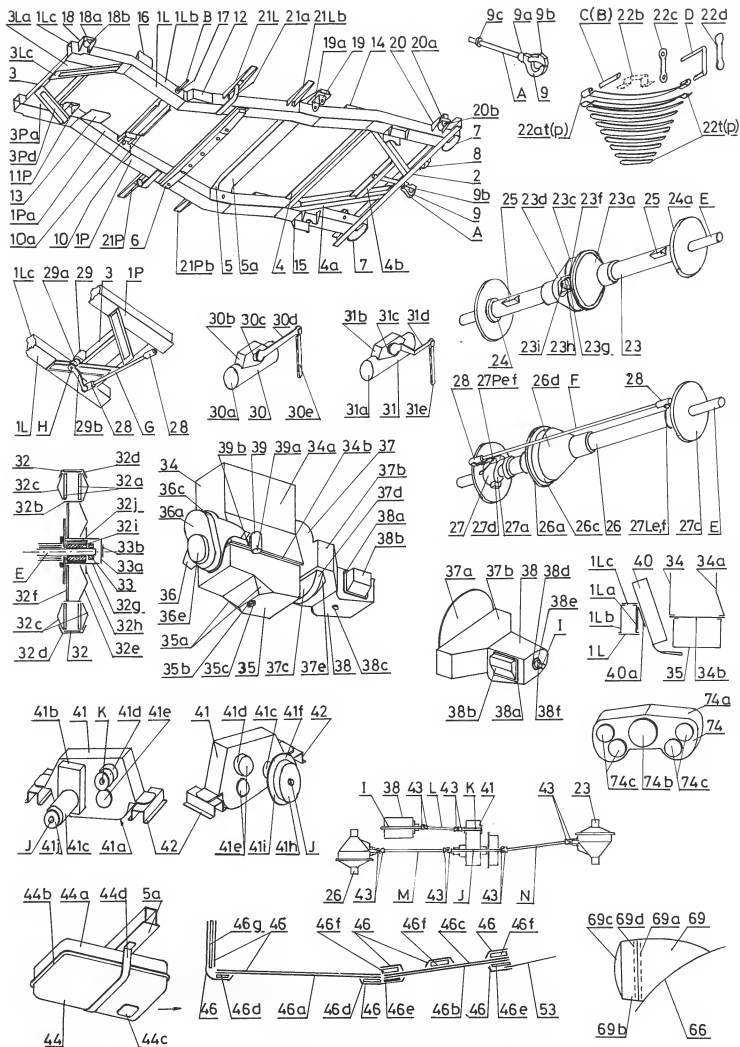 3La 1Lc 18 18a 18b 16 1L 1Lb B 17 12 21L 21a 21Lb
19a 19 14 20 20a
3Lc
3
20b
7
8
2
9b
9
A
3Pa
3Pd
11P
13
1Pa
10a 10 1P 21P 6 21Pb 5 5a 4 15 4a 7 4b
9c 9a 9b
A 9
C(B) 22b 22c D 22d
22at(p) 22t(p)
25 23d 23c 23f 23a 25 24a E
24 23i 23h 23g 23
1Lc 29a 29 3 1P
1L H 29b 28 G 28
30b 30c 30d
30a 30 30e
31b 31c 31d
31a 31 31e
28 27Pef 26d F 28
27 27d 27a 26a 26c 26 27Le,f 27c E
32 32d
32c 32a
32b 32j
32i
33b
E 33a
33
32f 32g
32h
32c
32d 32 32e
34 39b 39 39a 34a 34b 37
36c 37b
36a 37d
38a
38b
36
36e
35a
35b 35c 35 37c 37e 38 38c
37a 37b 38 38d
38e
I
38b 38a 38f
1Lc 40 34 34a
1La
1Lb
1L
40a 35 34b
74a
74
74c 74b 74c
41b 41 K 41d 41e
J 41j 41c 41a 42
41 41d 41c 41f 42
42 41e 41i 41h J
I 38 43 L 43 K 41 43 23
26 43 M 43 J 43 N
44b 44a 44d 5a
44 44c
46g 46 46f 46 46f 46c 46 46f
46 46d 46a 46d 46 46e 46b 46 46e 53
69c 69d 69a 69
69b 66